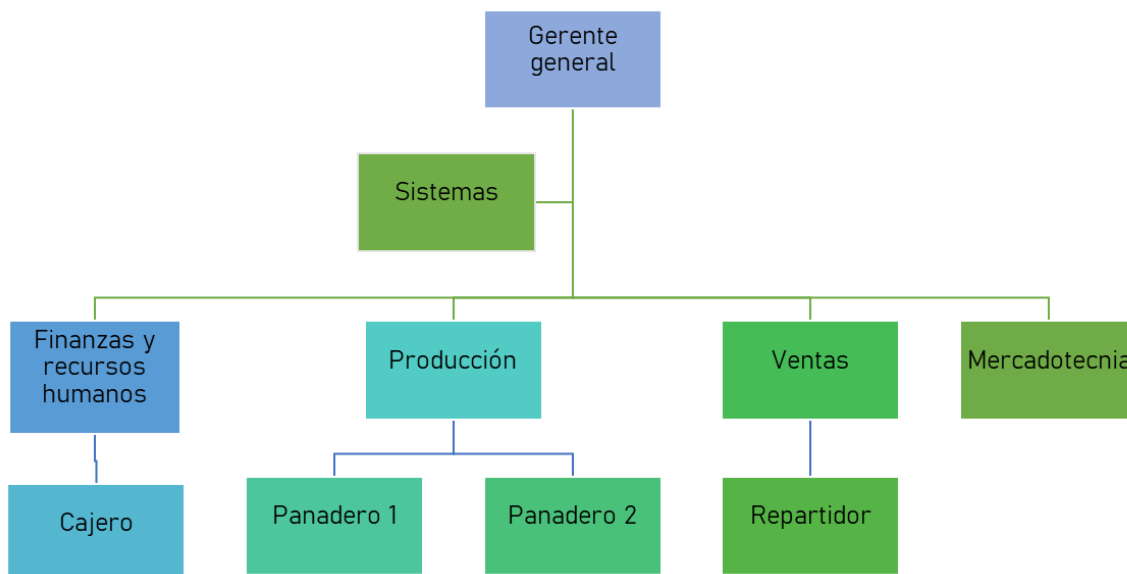 Gerente
general
Sistemas
Finanzas y
recursos
humanos
Producción
Ventas
Mercadotecnia
Cajero
Panadero 1
Panadero 2
Repartidor